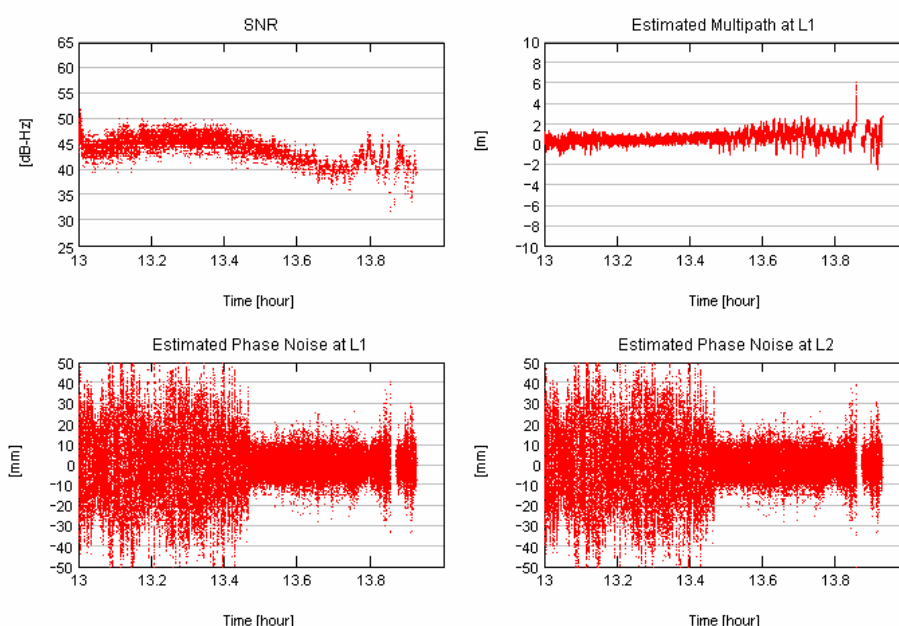 SNR
65
60
55
50
45
40
35
30
25
[dB-Hz]
13 13.2 13.4 13.6 13.8
Time [hour]
Estimated Multipath at L1
10
8
6
4
2
0
−2
−4
−6
−8
−10
[m]
13 13.2 13.4 13.6 13.8
Time [hour]
Estimated Phase Noise at L1
50
40
30
20
10
0
−10
−20
−30
−40
−50
[mm]
13 13.2 13.4 13.6 13.8
Time [hour]
Estimated Phase Noise at L2
50
40
30
20
10
0
−10
−20
−30
−40
−50
[mm]
13 13.2 13.4 13.6 13.8
Time [hour]